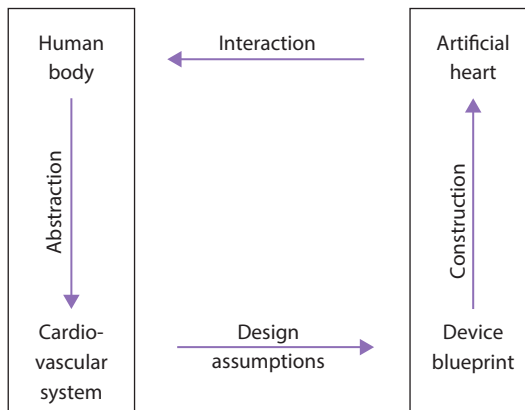 Human
body
Interaction
Artificial
heart
Abstraction
Construction
Cardio-
vascular
system
Design
assumptions
Device
blueprint